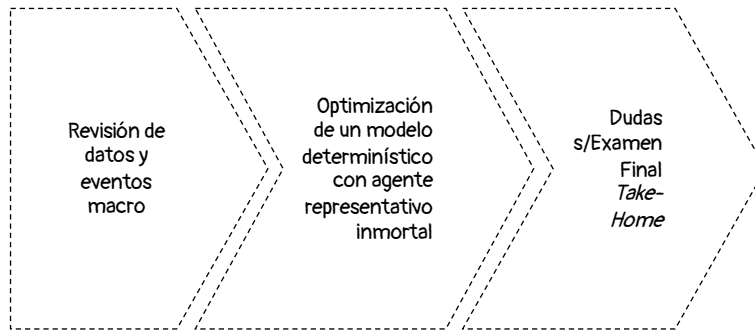 Revisión de
datos y
eventos
macro
Optimización
de un modelo
determinístico
con agente
representativo
inmortal
Dudas
s/Examen
Final
Take-
Home